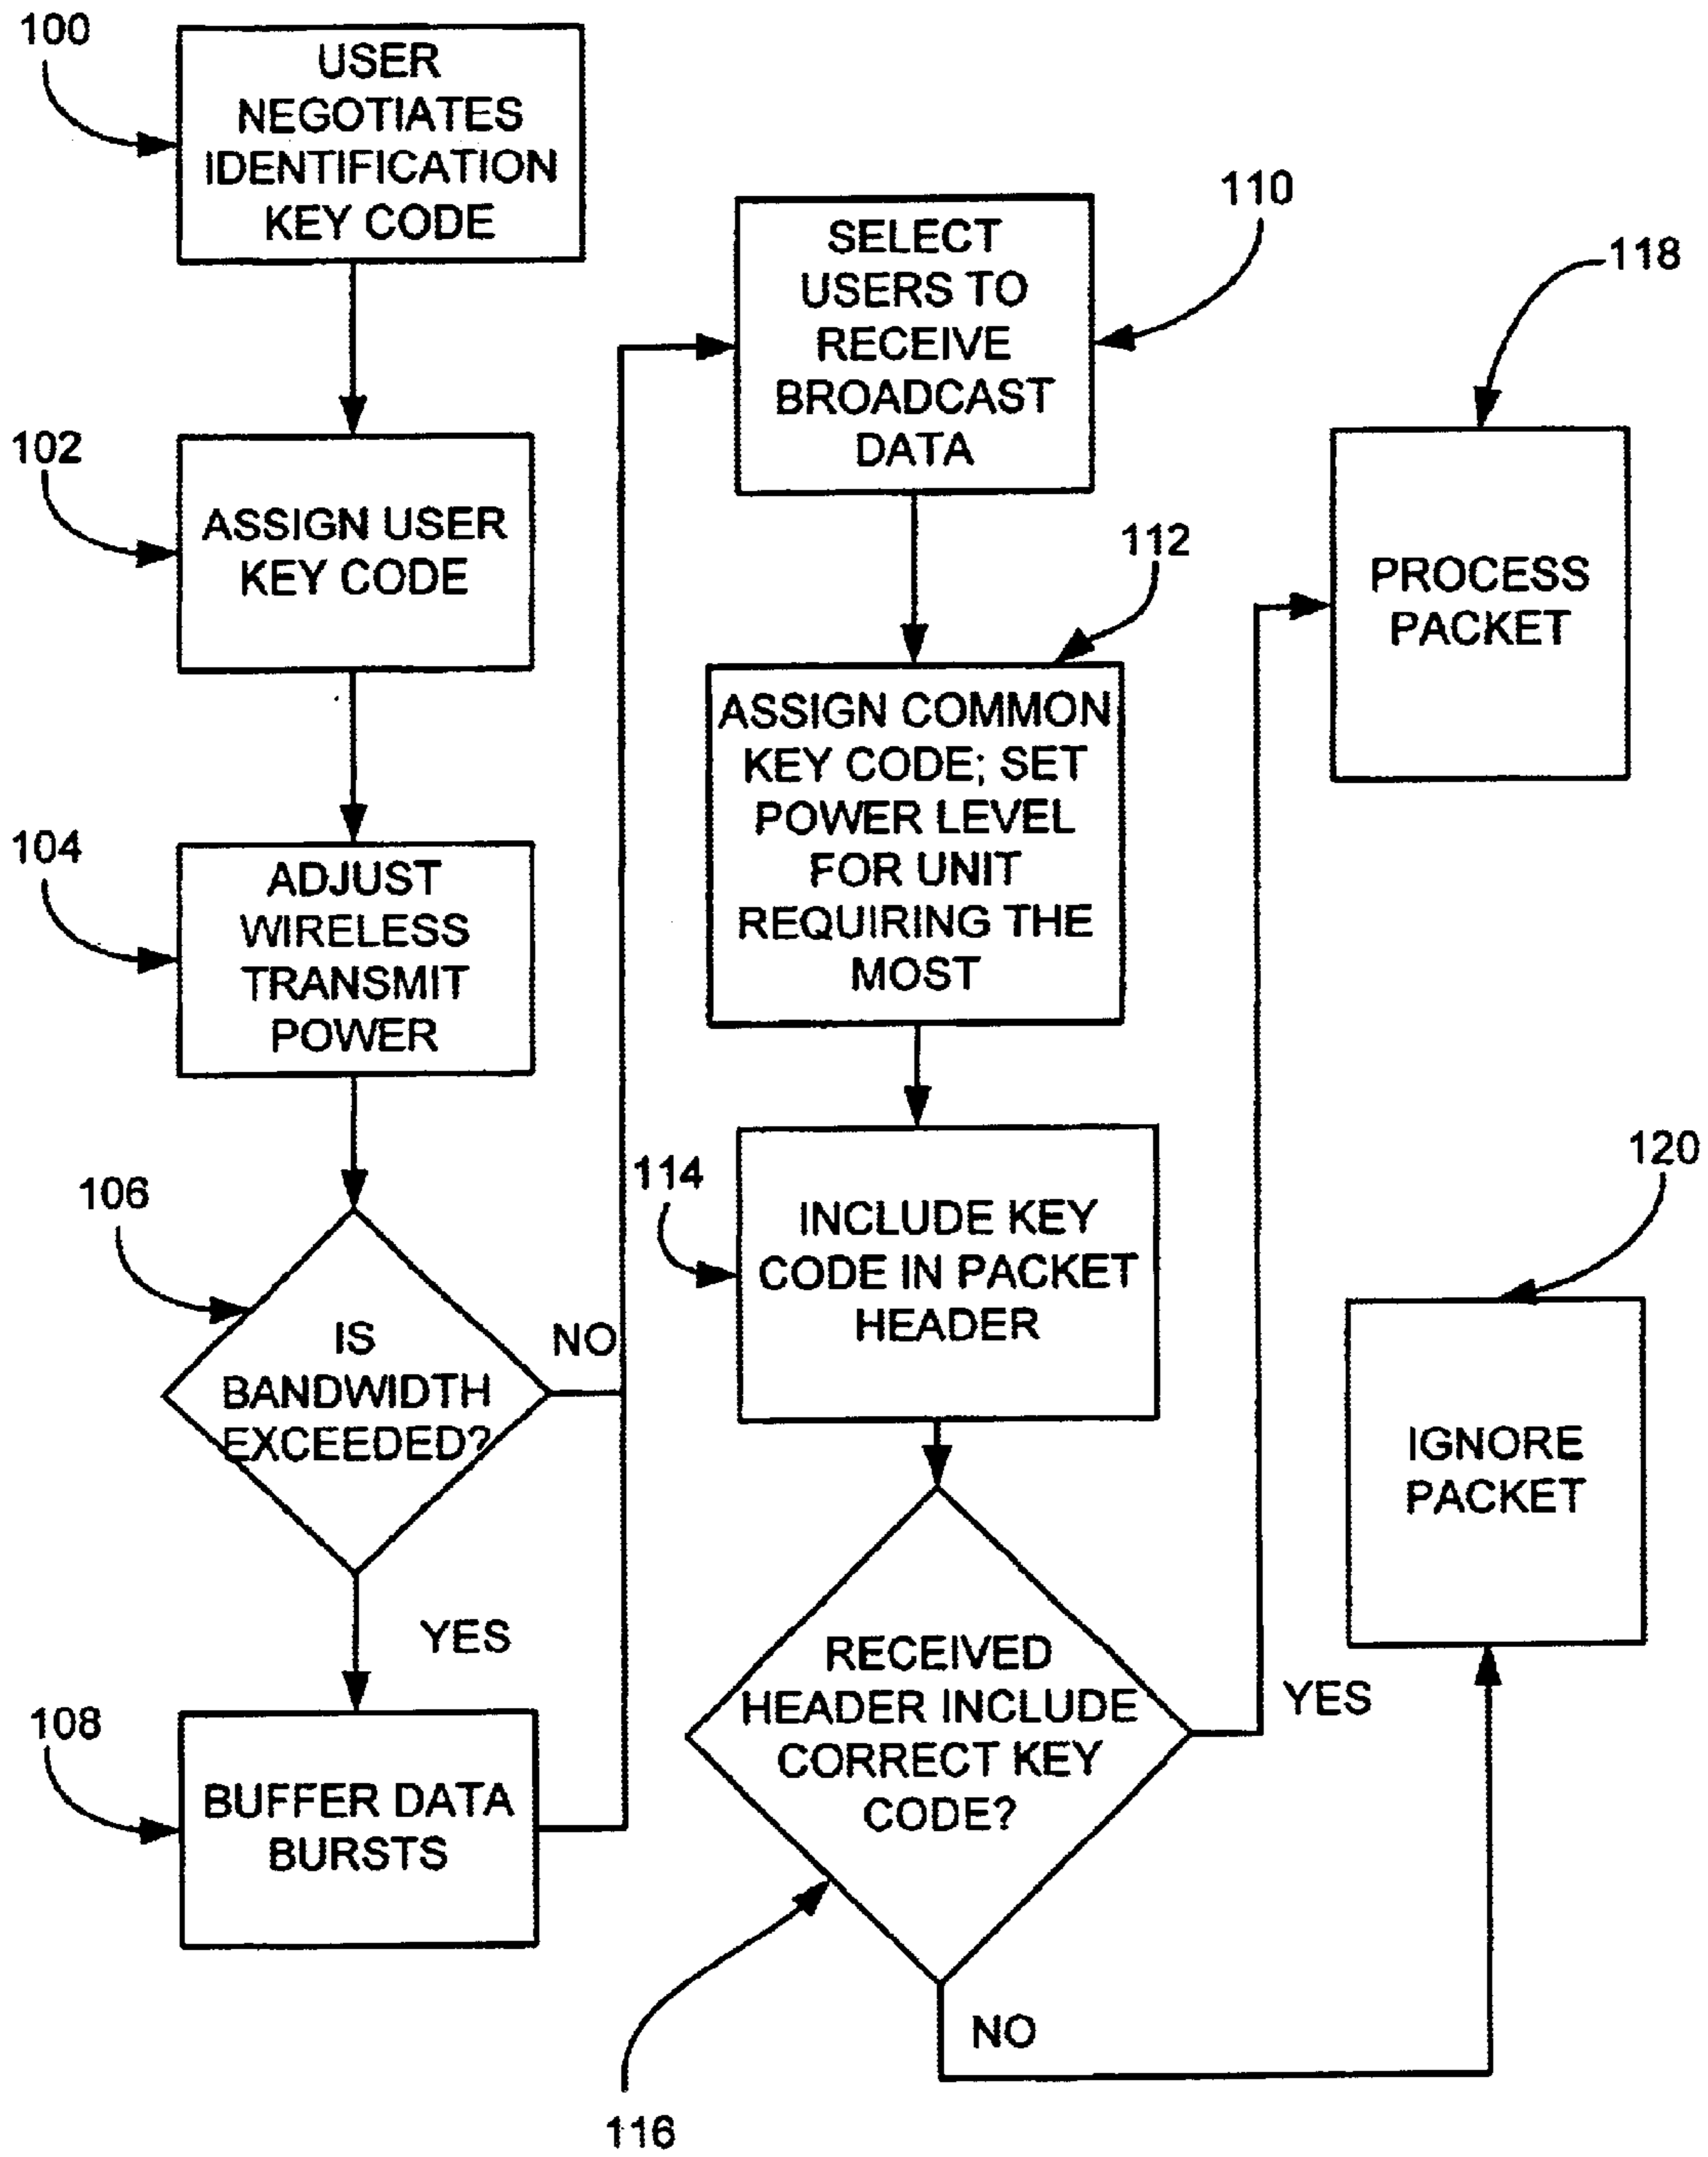 100
USER
NEGOTIATES
IDENTIFICATION
KEY CODE
102
ASSIGN USER
KEY CODE
104
ADJUST
WIRELESS
TRANSMIT
POWER
106
IS
BANDWIDTH
EXCEEDED?
NO
YES
108
BUFFER DATA
BURSTS
110
SELECT
USERS TO
RECEIVE
BROADCAST
DATA
112
ASSIGN COMMON
KEY CODE; SET
POWER LEVEL
FOR UNIT
REQUIRING THE
MOST
114
INCLUDE KEY
CODE IN PACKET
HEADER
RECEIVED
HEADER INCLUDE
CORRECT KEY
CODE?
116
YES
NO
118
PROCESS
PACKET
120
IGNORE
PACKET